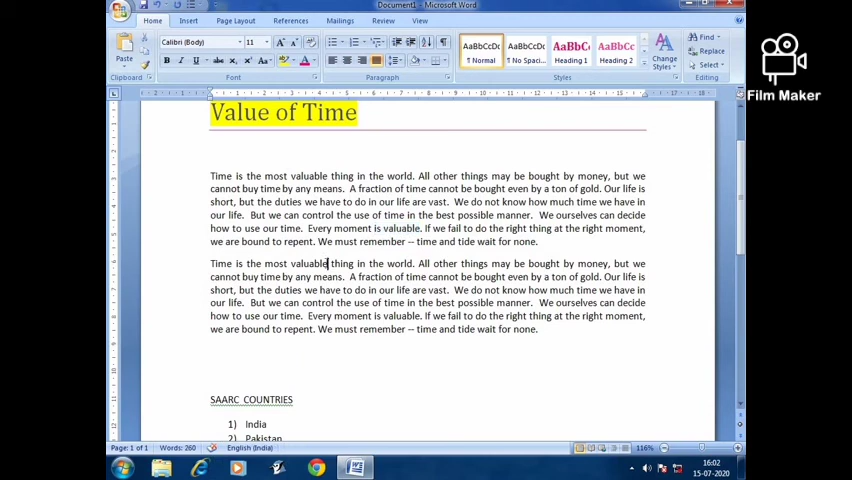 Document1 - Microsoft Word
Home Insert Page Layout References Mailings Review View
Calibri (Body) 11
AaBbCcDc AaBbCcDc AaBbCc AaBbCc
¶ Normal ¶ No Spaci... Heading 1 Heading 2
Paste
Change Styles
Find
Replace
Select
Clipboard Font Paragraph Styles Editing
Film Maker
Value of Time
Time is the most valuable thing in the world. All other things may be bought by money, but we
cannot buy time by any means. A fraction of time cannot be bought even by a ton of gold. Our life is
short, but the duties we have to do in our life are vast. We do not know how much time we have in
our life. But we can control the use of time in the best possible manner. We ourselves can decide
how to use our time. Every moment is valuable. If we fail to do the right thing at the right moment,
we are bound to repent. We must remember -- time and tide wait for none.
Time is the most valuable thing in the world. All other things may be bought by money, but we
cannot buy time by any means. A fraction of time cannot be bought even by a ton of gold. Our life is
short, but the duties we have to do in our life are vast. We do not know how much time we have in
our life. But we can control the use of time in the best possible manner. We ourselves can decide
how to use our time. Every moment is valuable. If we fail to do the right thing at the right moment,
we are bound to repent. We must remember -- time and tide wait for none.
SAARC COUNTRIES
1) India
2) Pakistan
Page: 1 of 1 Words: 260 English (India) 116%
16:02
15-07-2020